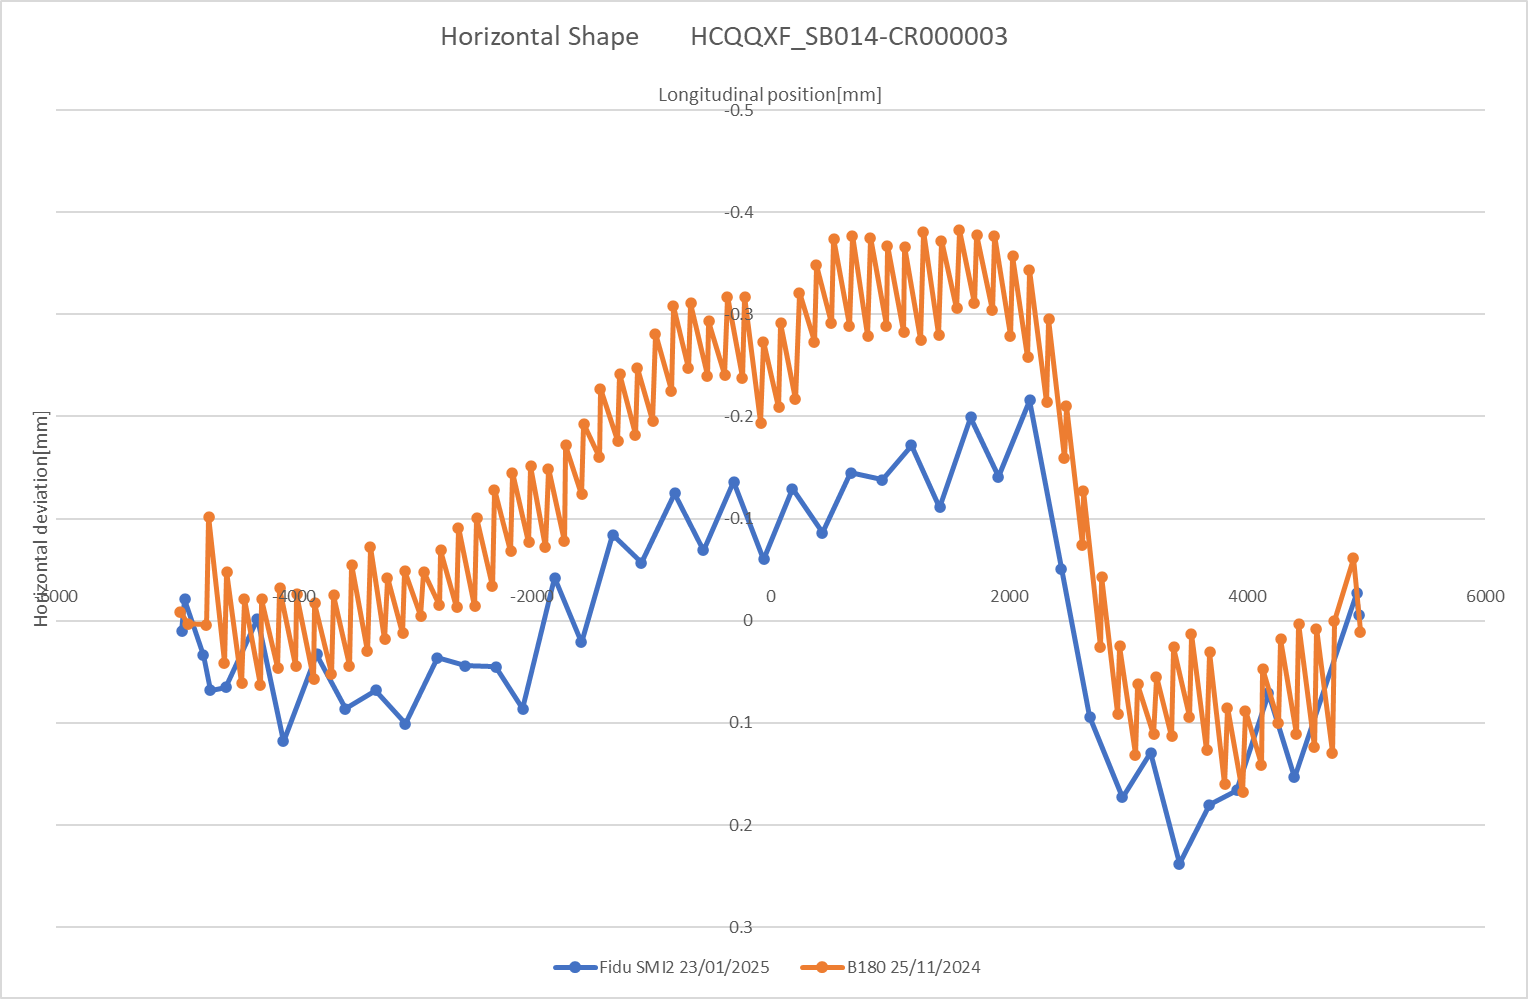 Horizontal Shape HCQQXF_SB014-CR000003
Longitudinal position[mm]
-0.5
-0.4
-0.3
-0.2
-0.1
-6000 -4000 -2000 0 2000 4000 6000
0
0.1
0.2
0.3
Horizontal deviation[mm]
Fidu SMI2 23/01/2025 B180 25/11/2024